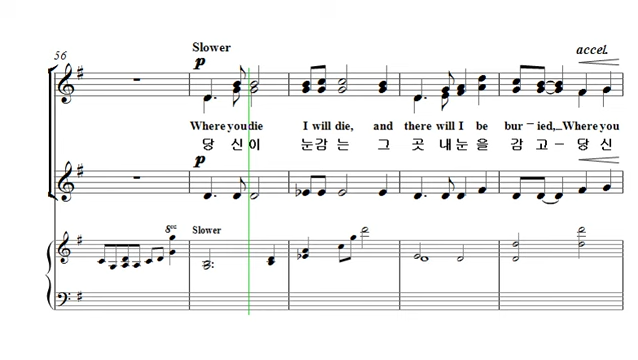 56
Slower
p
accel.
Where you die I will die, and there will I be bur-ied,_Where you
당 신이 눈감 는 그 곳 내눈 을 감 고- 당 신
p
8va
Slower